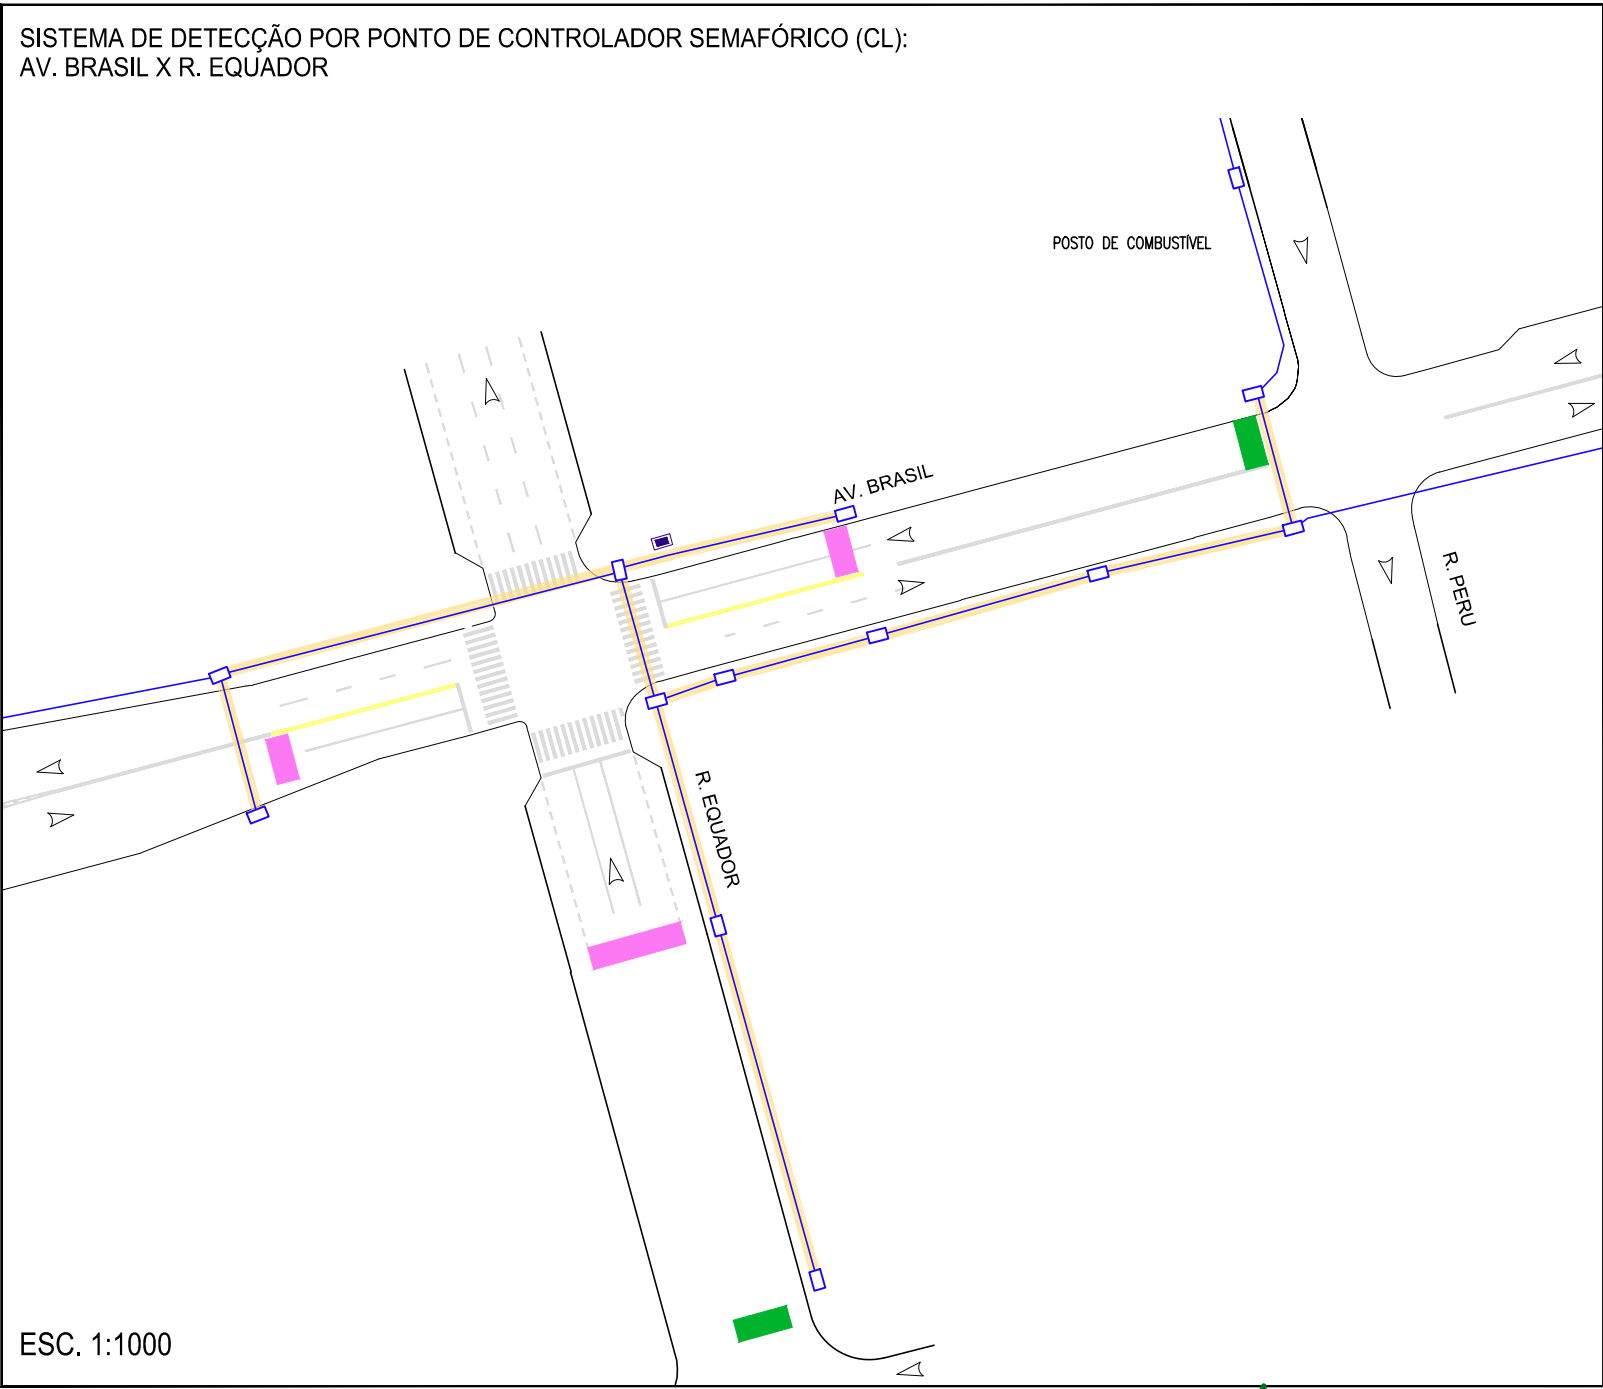 SISTEMA DE DETECÇÃO POR PONTO DE CONTROLADOR SEMAFÓRICO (CL):
AV. BRASIL X R. EQUADOR
POSTO DE COMBUSTÍVEL
AV. BRASIL
R. PERU
R. EQUADOR
ESC. 1:1000